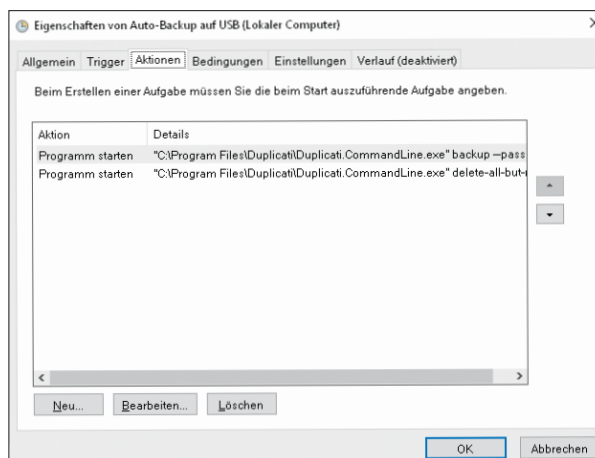 Eigenschaften von Auto-Backup auf USB (Lokaler Computer)
Allgemein Trigger Aktionen Bedingungen Einstellungen Verlauf (deaktiviert)
Beim Erstellen einer Aufgabe müssen Sie die beim Start auszuführende Aufgabe angeben.
Aktion Details
Programm starten "C:\Program Files\Duplicati\Duplicati.CommandLine.exe" backup --pass
Programm starten "C:\Program Files\Duplicati\Duplicati.CommandLine.exe" delete-all-but-
Neu... Bearbeiten... Löschen
OK Abbrechen